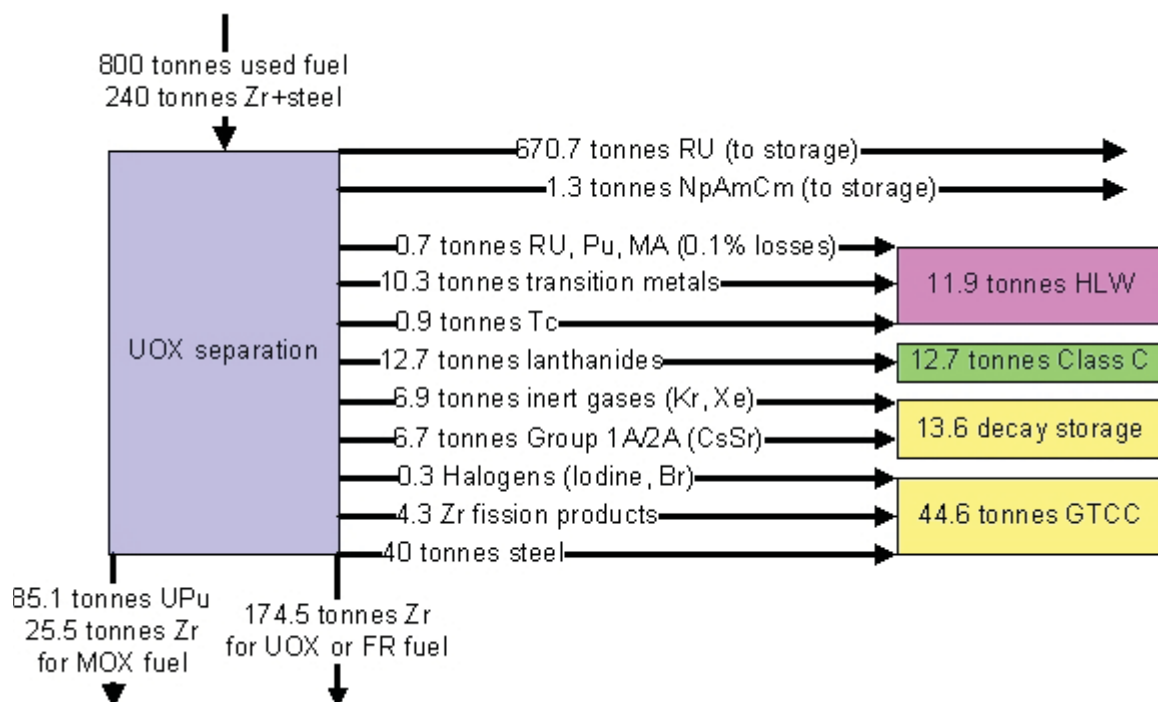 800 tonnes used fuel
240 tonnes Zr+steel
670.7 tonnes RU (to storage)
1.3 tonnes NpAmCm (to storage)
0.7 tonnes RU, Pu, MA (0.1% losses)
10.3 tonnes transition metals
11.9 tonnes HLW
0.9 tonnes Tc
UOX separation
12.7 tonnes lanthanides
12.7 tonnes Class C
6.9 tonnes inert gases (Kr, Xe)
13.6 decay storage
6.7 tonnes Group 1A/2A (CsSr)
0.3 Halogens (Iodine, Br)
4.3 Zr fission products
44.6 tonnes GTCC
40 tonnes steel
85.1 tonnes UPu
25.5 tonnes Zr
for MOX fuel
174.5 tonnes Zr
for UOX or FR fuel